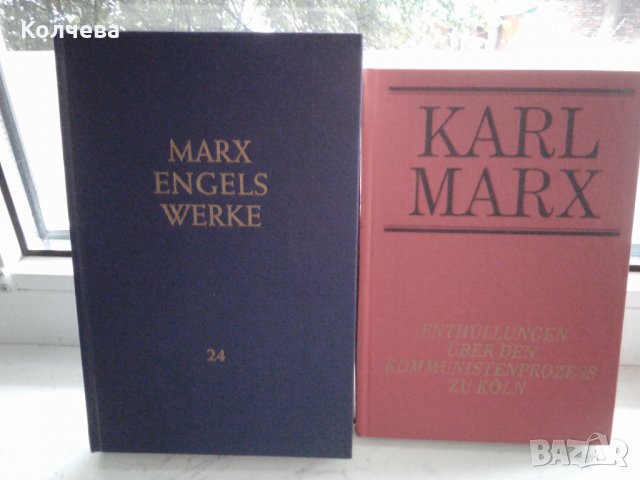 Колчева
MARX
ENGELS
WERKE
24
KARL
MARX
ENTHÜLLUNGEN
ÜBER DEN
KOMMUNISTENPROZESS
ZU KÖLN
BAZAR